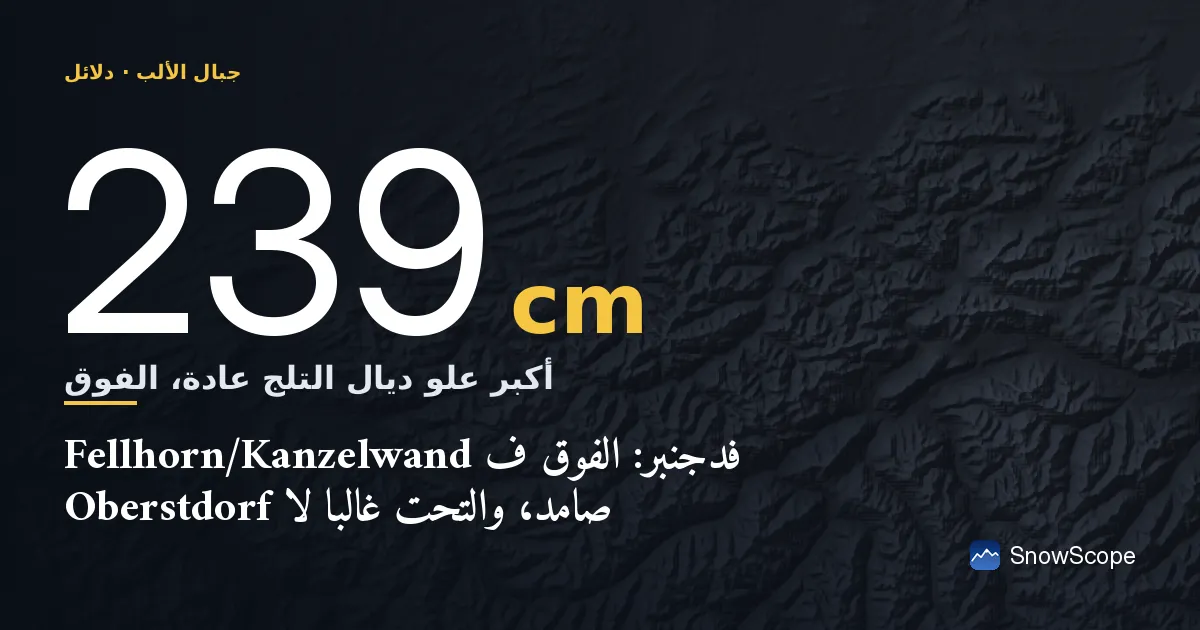 جبال الألب · دلائل
239 cm
أكبر علو ديال التلج عادة، الفوق
فدجنبر: الفوق ف Fellhorn/Kanzelwand
صامد، والتحت غالبا لا Oberstdorf
SnowScope